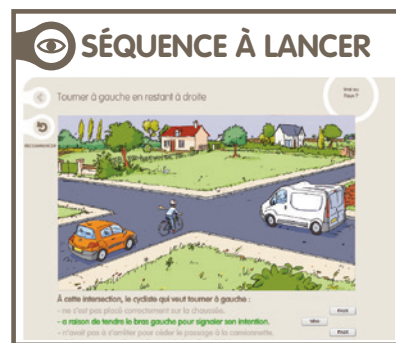 SÉQUENCE À LANCER
Tourner à gauche en restant à droite
Vrai ou
Faux ?
RECOMMENCER
À cette intersection, le cycliste qui veut tourner à gauche :
- ne s'est pas placé correctement sur la chaussée.
- a raison de tendre le bras gauche pour signaler son intention.
- n'avait pas à s'arrêter pour céder le passage à la camionnette.